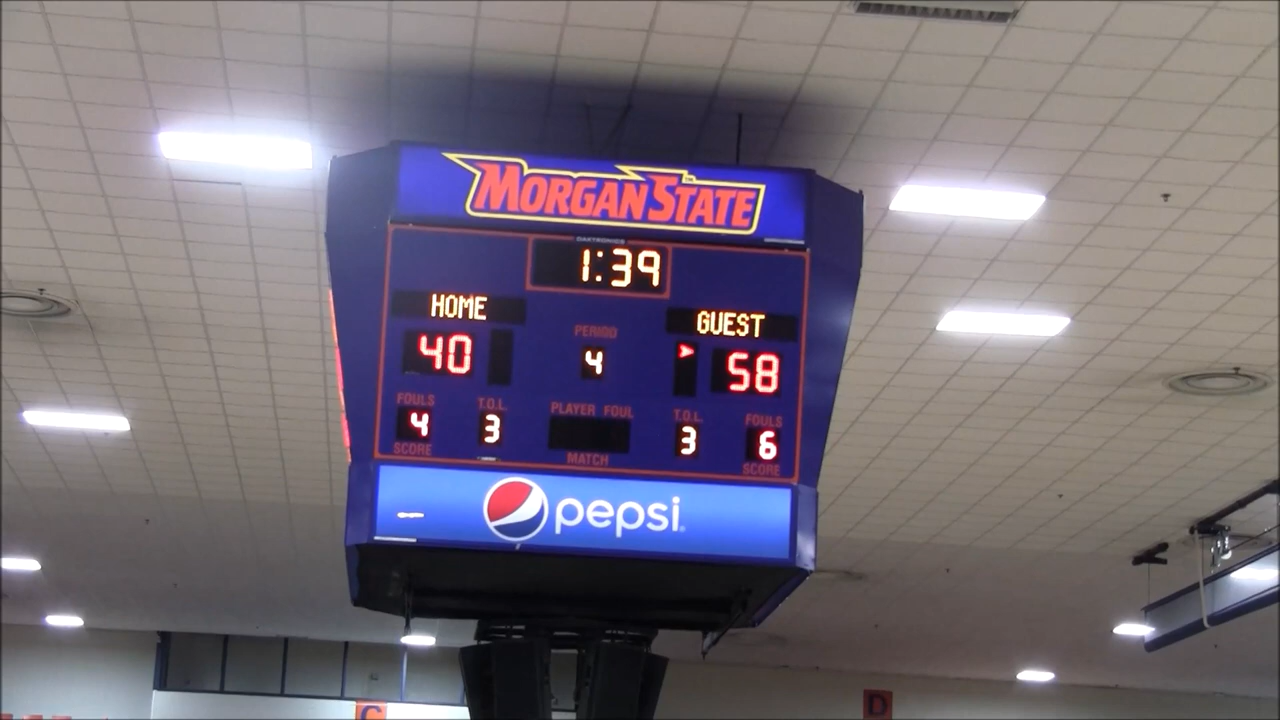 MORGAN STATE
DAKTRONICS
1:39
HOME
GUEST
PERIOD
40
4
58
FOULS
T.O.L.
PLAYER FOUL
T.O.L.
FOULS
4
3
3
6
SCORE
MATCH
SCORE
pepsi
C
D